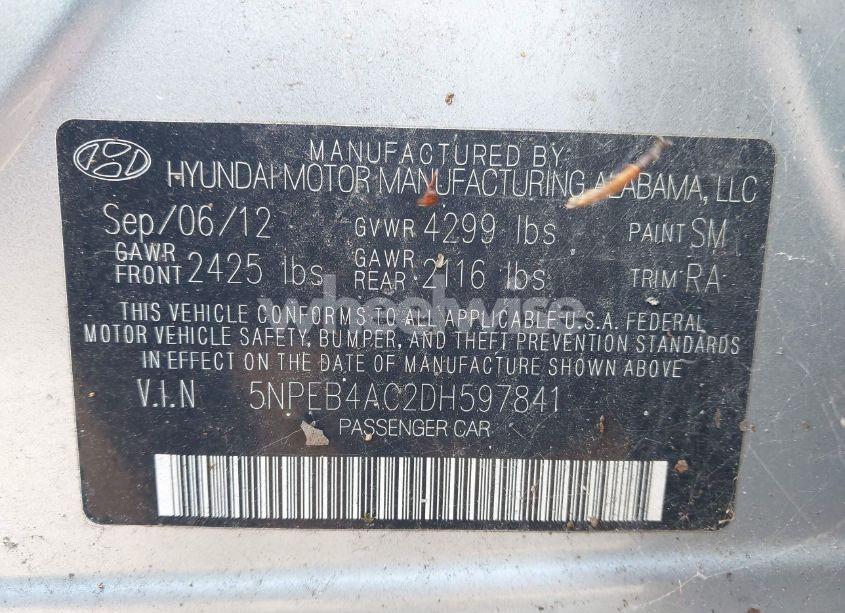 MANUFACTURED BY
HYUNDAI MOTOR MANUFACTURING ALABAMA, LLC
Sep/06/12 GVWR 4299 lbs PAINT SM
GAWR FRONT 2425 lbs GAWR REAR 2116 lbs TRIM RA
wheelwise
THIS VEHICLE CONFORMS TO ALL APPLICABLE U.S.A. FEDERAL
MOTOR VEHICLE SAFETY, BUMPER, AND THEFT PREVENTION STANDARDS
IN EFFECT ON THE DATE OF MANUFACTURE SHOWN ABOVE.
V.I.N 5NPEB4AC2DH597841
PASSENGER CAR